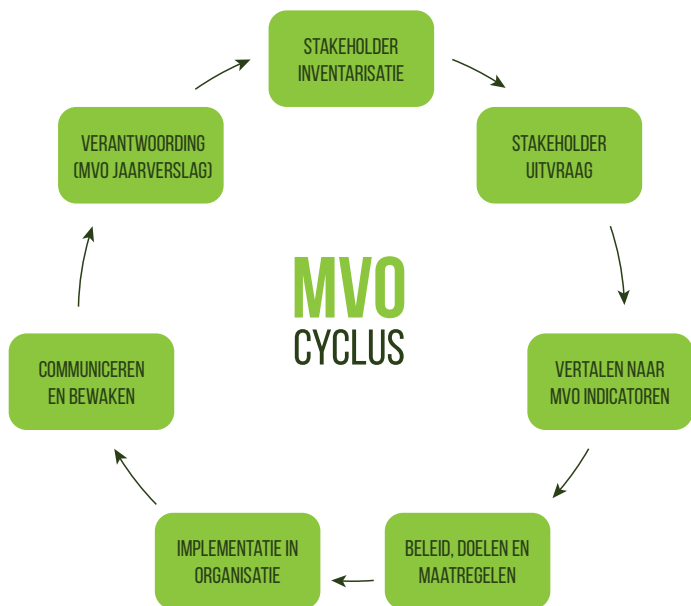 STAKEHOLDER
INVENTARISATIE
STAKEHOLDER
UITVRAAG
VERTALEN NAAR
MVO INDICATOREN
BELEID, DOELEN EN
MAATREGELEN
IMPLEMENTATIE IN
ORGANISATIE
COMMUNICEREN
EN BEWAKEN
VERANTWOORDING
(MVO JAARVERSLAG)
MVO
CYCLUS